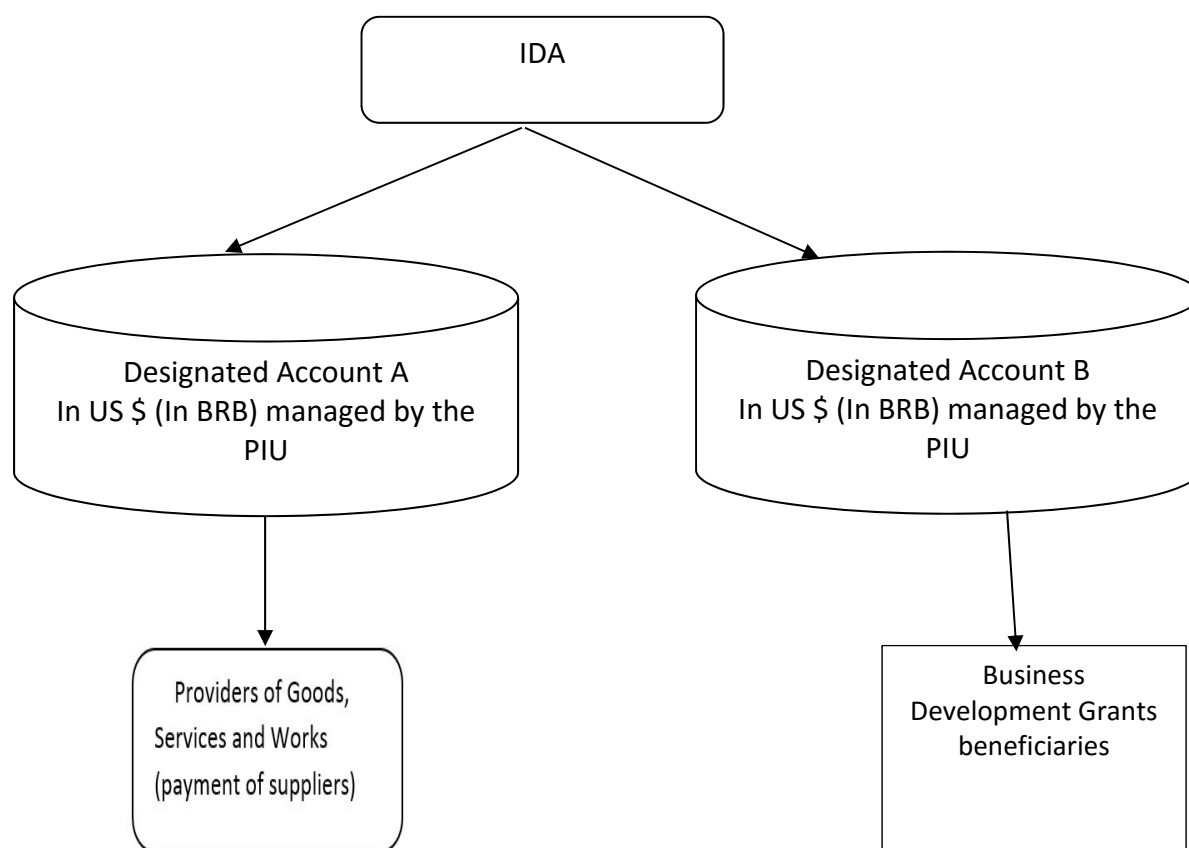 IDA
Designated Account A
In US $ (In BRB) managed by the
PIU
Designated Account B
In US $ (In BRB) managed by the
PIU
Providers of Goods,
Services and Works
(payment of suppliers)
Business
Development Grants
beneficiaries